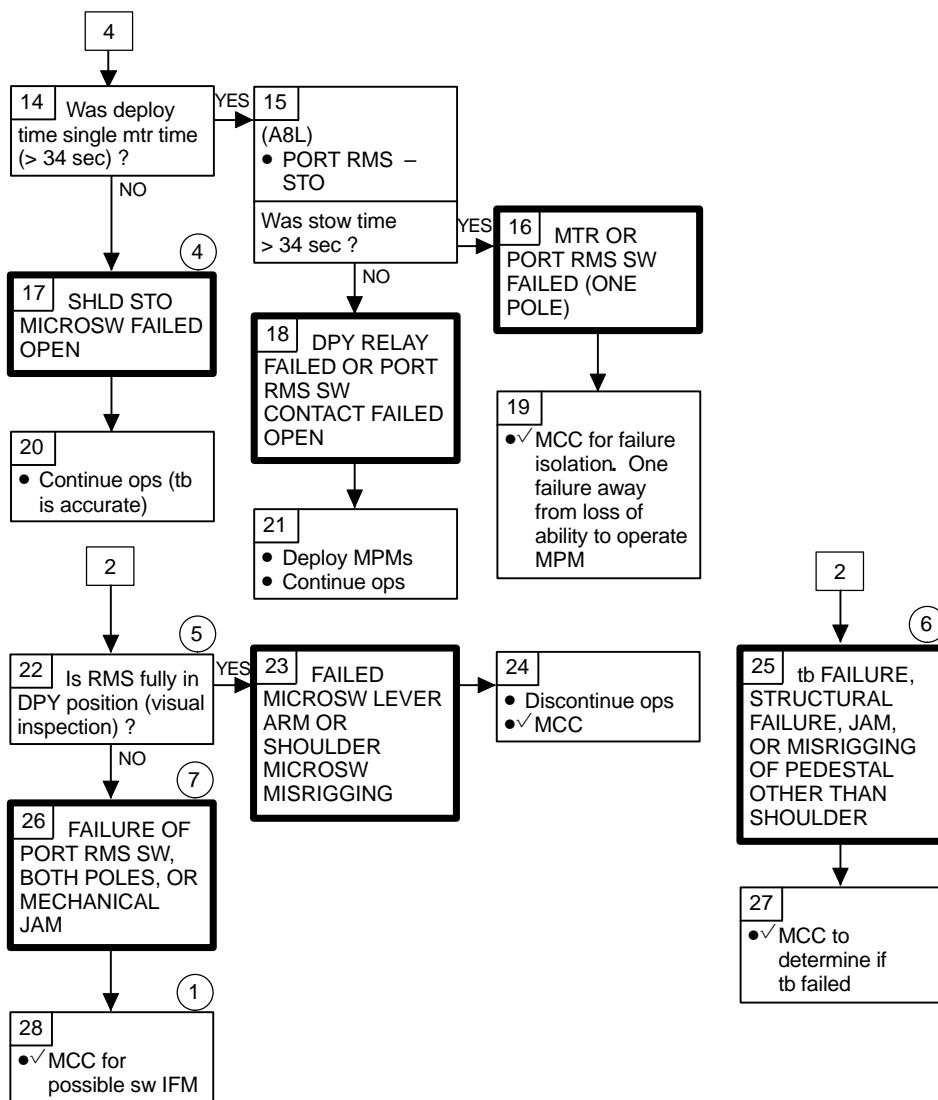 4
14 Was deploy
time single mtr time
(> 34 sec) ?
YES
NO
15
(A8L)
● PORT RMS –
STO
Was stow time
> 34 sec ?
YES
NO
16 MTR OR
PORT RMS SW
FAILED (ONE
POLE)
4
17 SHLD STO
MICROSW FAILED
OPEN
18 DPY RELAY
FAILED OR PORT
RMS SW
CONTACT FAILED
OPEN
19
●√ MCC for failure
isolation. One
failure away
from loss of
ability to operate
MPM
20
● Continue ops (tb
is accurate)
21
● Deploy MPMs
● Continue ops
2
5
22 Is RMS fully in
DPY position (visual
inspection) ?
YES
NO
23 FAILED
MICROSW LEVER
ARM OR
SHOULDER
MICROSW
MISRIGGING
24
● Discontinue ops
●√ MCC
2
6
25 tb FAILURE,
STRUCTURAL
FAILURE, JAM,
OR MISRIGGING
OF PEDESTAL
OTHER THAN
SHOULDER
7
26 FAILURE OF
PORT RMS SW,
BOTH POLES, OR
MECHANICAL
JAM
27
●√ MCC to
determine if
tb failed
1
28
●√ MCC for
possible sw IFM